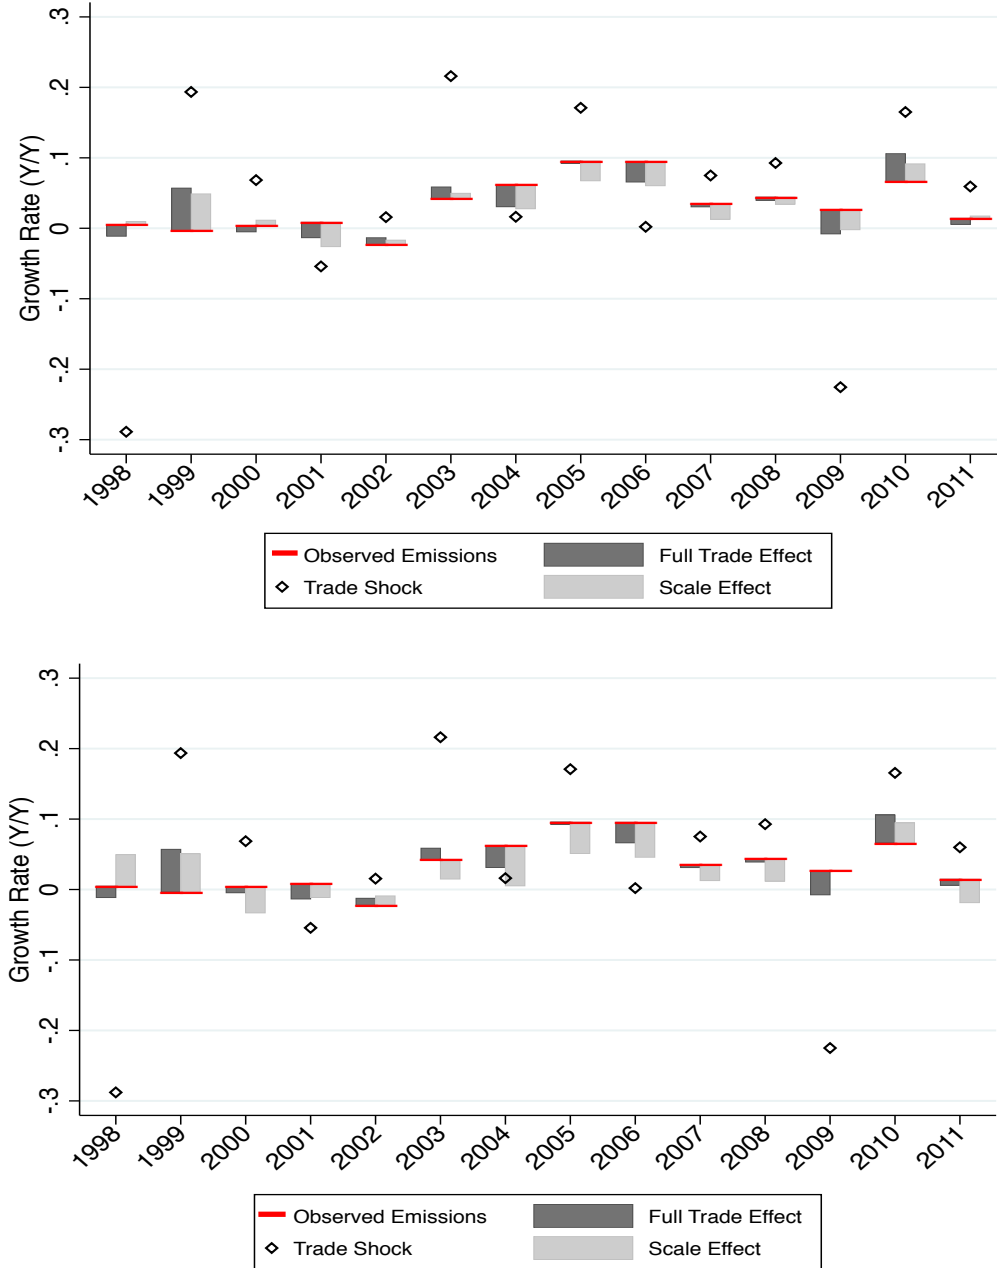 .3
.2
.1
0
-.1
-.2
-.3
Growth Rate (Y/Y)
1998 1999 2000 2001 2002 2003 2004 2005 2006 2007 2008 2009 2010 2011
Observed Emissions Full Trade Effect
Trade Shock Scale Effect
.3
.2
.1
0
-.1
-.2
-.3
Growth Rate (Y/Y)
1998 1999 2000 2001 2002 2003 2004 2005 2006 2007 2008 2009 2010 2011
Observed Emissions Full Trade Effect
Trade Shock Scale Effect